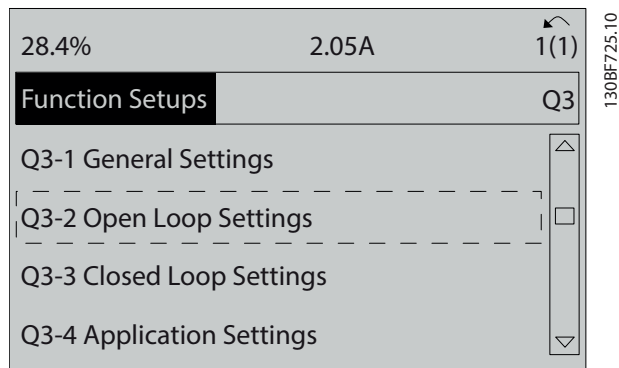 28.4% 2.05A 1(1)
Function Setups Q3
Q3-1 General Settings
Q3-2 Open Loop Settings
Q3-3 Closed Loop Settings
Q3-4 Application Settings
130BF725.10